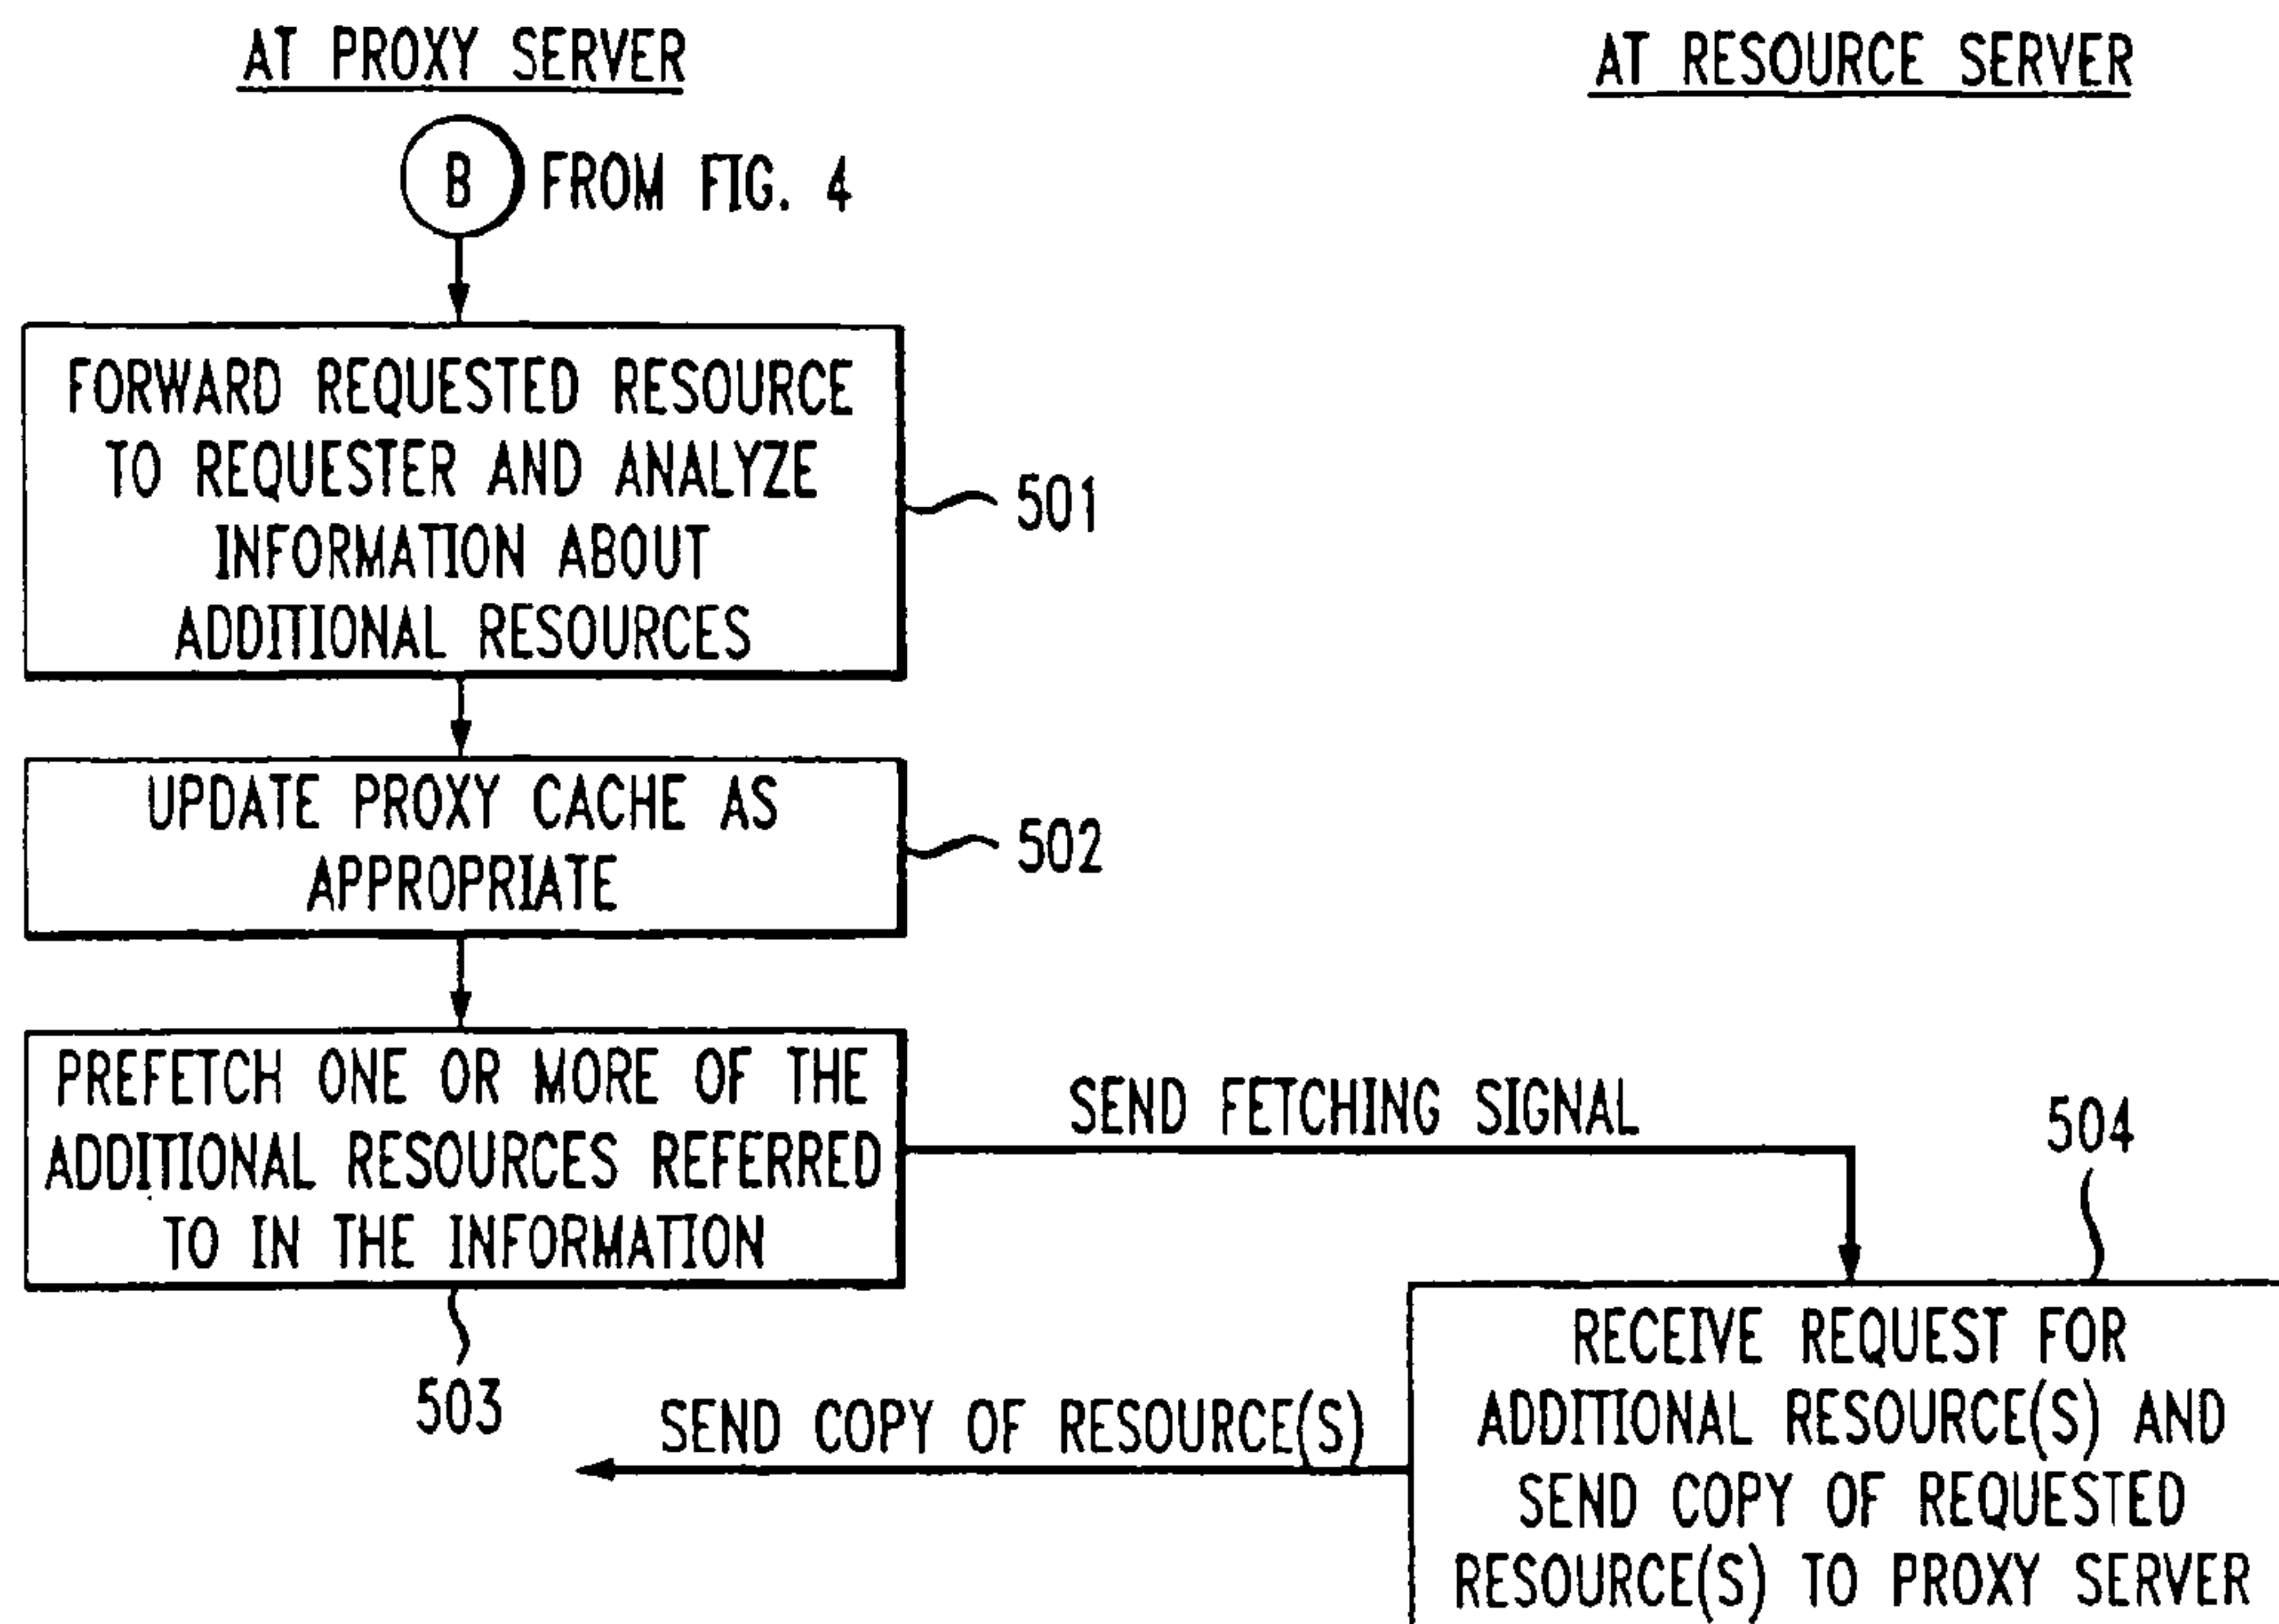 AT PROXY SERVER
AT RESOURCE SERVER
B
FROM FIG. 4
FORWARD REQUESTED RESOURCE
TO REQUESTER AND ANALYZE
INFORMATION ABOUT
ADDITIONAL RESOURCES
501
UPDATE PROXY CACHE AS
APPROPRIATE
502
PREFETCH ONE OR MORE OF THE
ADDITIONAL RESOURCES REFERRED
TO IN THE INFORMATION
503
SEND FETCHING SIGNAL
504
RECEIVE REQUEST FOR
ADDITIONAL RESOURCE(S) AND
SEND COPY OF REQUESTED
RESOURCE(S) TO PROXY SERVER
SEND COPY OF RESOURCE(S)